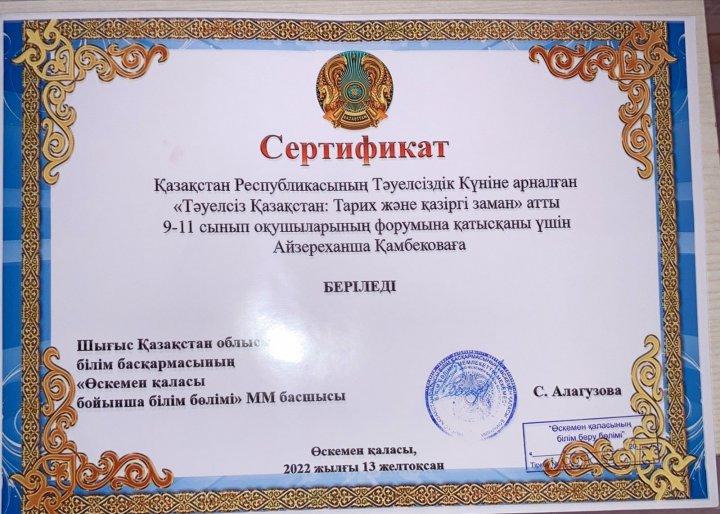 ҚАЗАҚСТАН
Сертификат
Қазақстан Республикасының Тәуелсіздік Күніне арналған
«Тәуелсіз Қазақстан: Тарих және қазіргі заман» атты
9-11 сынып оқушыларының форумына қатысқаны үшін
Айзереханша Қамбековаға
БЕРІЛЕДІ
Шығыс Қазақстан
білім басқармасының
«Өскемен қаласы
бойынша білім бөлімі» ММ басшысы
С. Алагузова
"Өскемен қаласының
білім беру бөлімі"
Өскемен қаласы,
2022 жылғы 13 желтоқсан